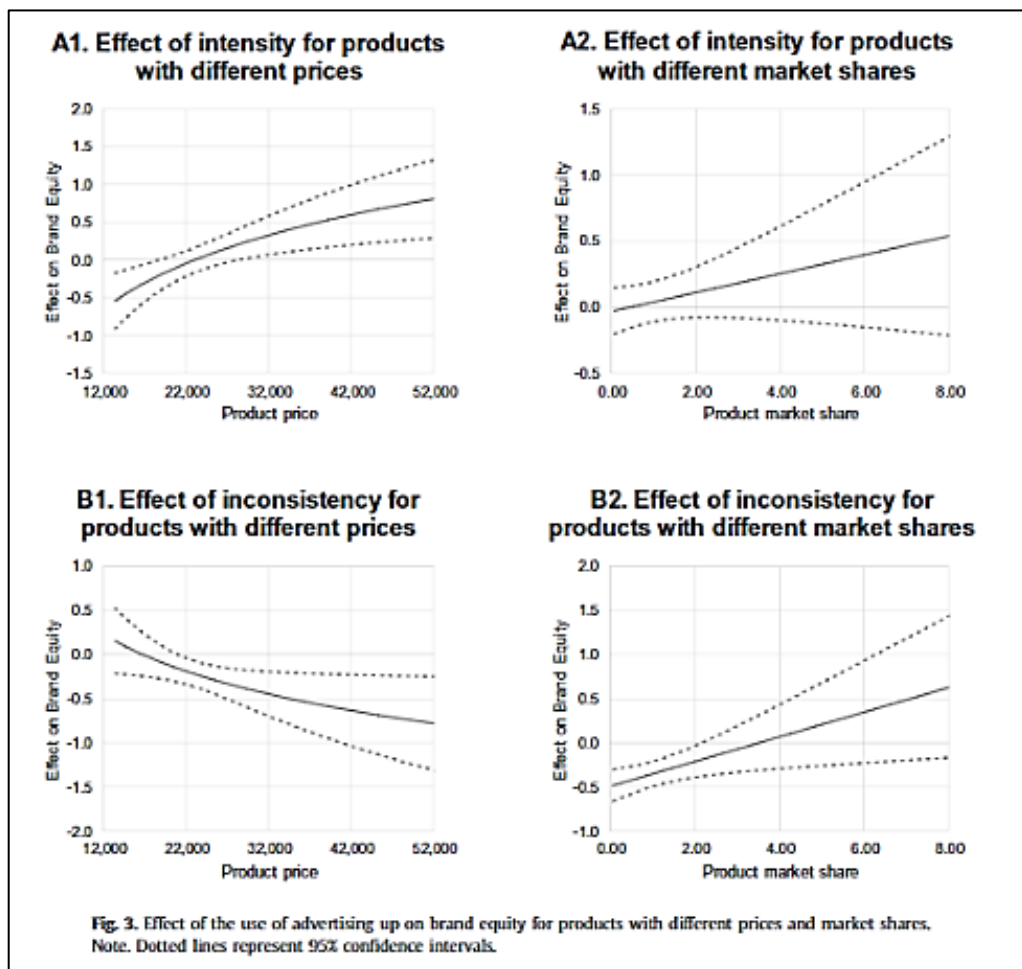 A1. Effect of intensity for products
with different prices
2.0
1.5
1.0
0.5
0.0
-0.5
-1.0
-1.5
Effect on Brand Equity
12,000 22,000 32,000 42,000 52,000
Product price
A2. Effect of intensity for products
with different market shares
1.5
1.0
0.5
0.0
-0.5
Effect on Brand Equity
0.00 2.00 4.00 6.00 8.00
Product market share
B1. Effect of inconsistency for
products with different prices
1.0
0.5
0.0
-0.5
-1.0
-1.5
-2.0
Effect on Brand Equity
12,000 22,000 32,000 42,000 52,000
Product price
B2. Effect of inconsistency for
products with different market shares
2.0
1.5
1.0
0.5
0.0
-0.5
-1.0
Effect on Brand Equity
0.00 2.00 4.00 6.00 8.00
Product market share
Fig. 3. Effect of the use of advertising up on brand equity for products with different prices and market shares.
Note. Dotted lines represent 95% confidence intervals.